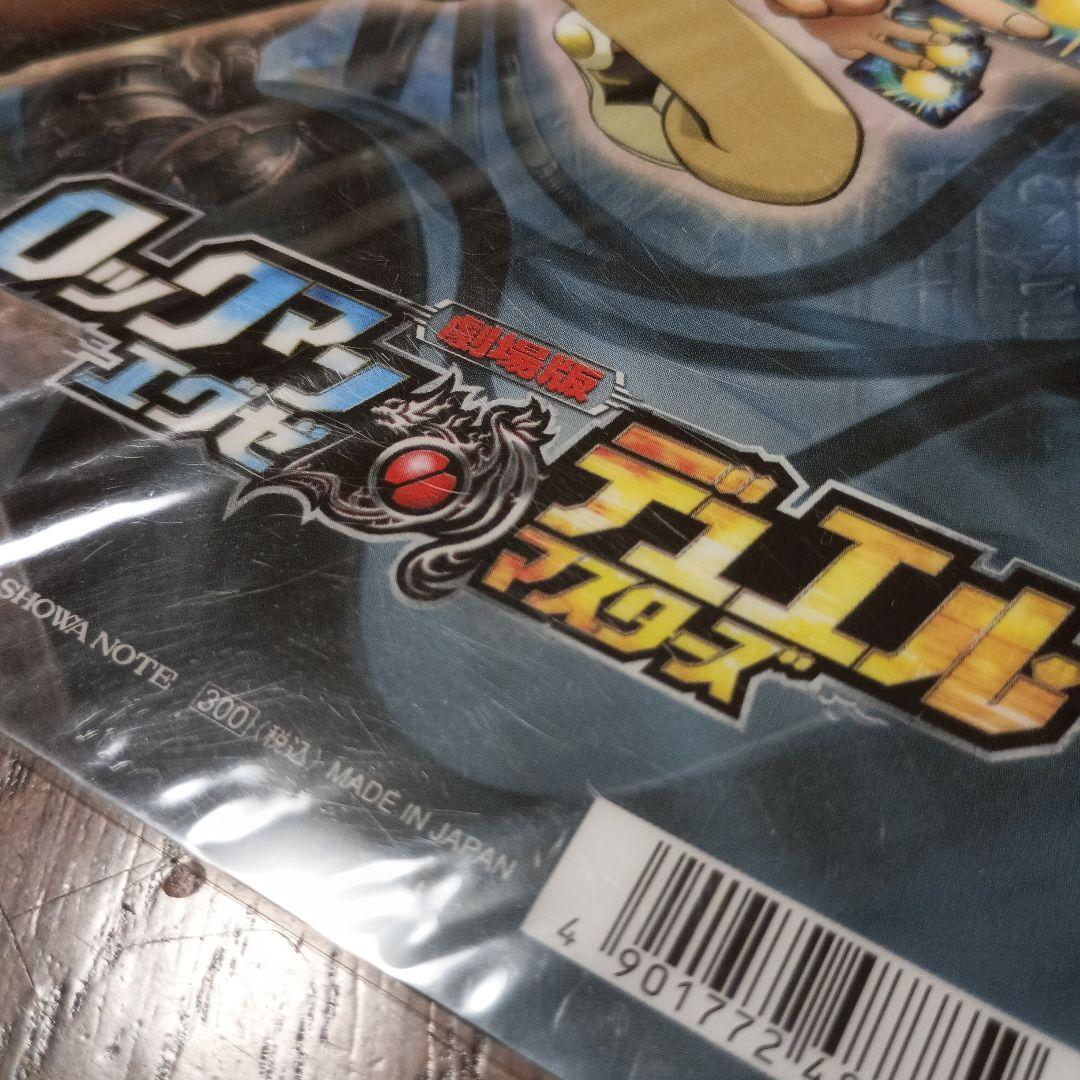 ロックマン
エグゼ
劇場版
デュエル
マスターズ
SHOWA NOTE
300 (税込) MADE IN JAPAN
4 901772 4